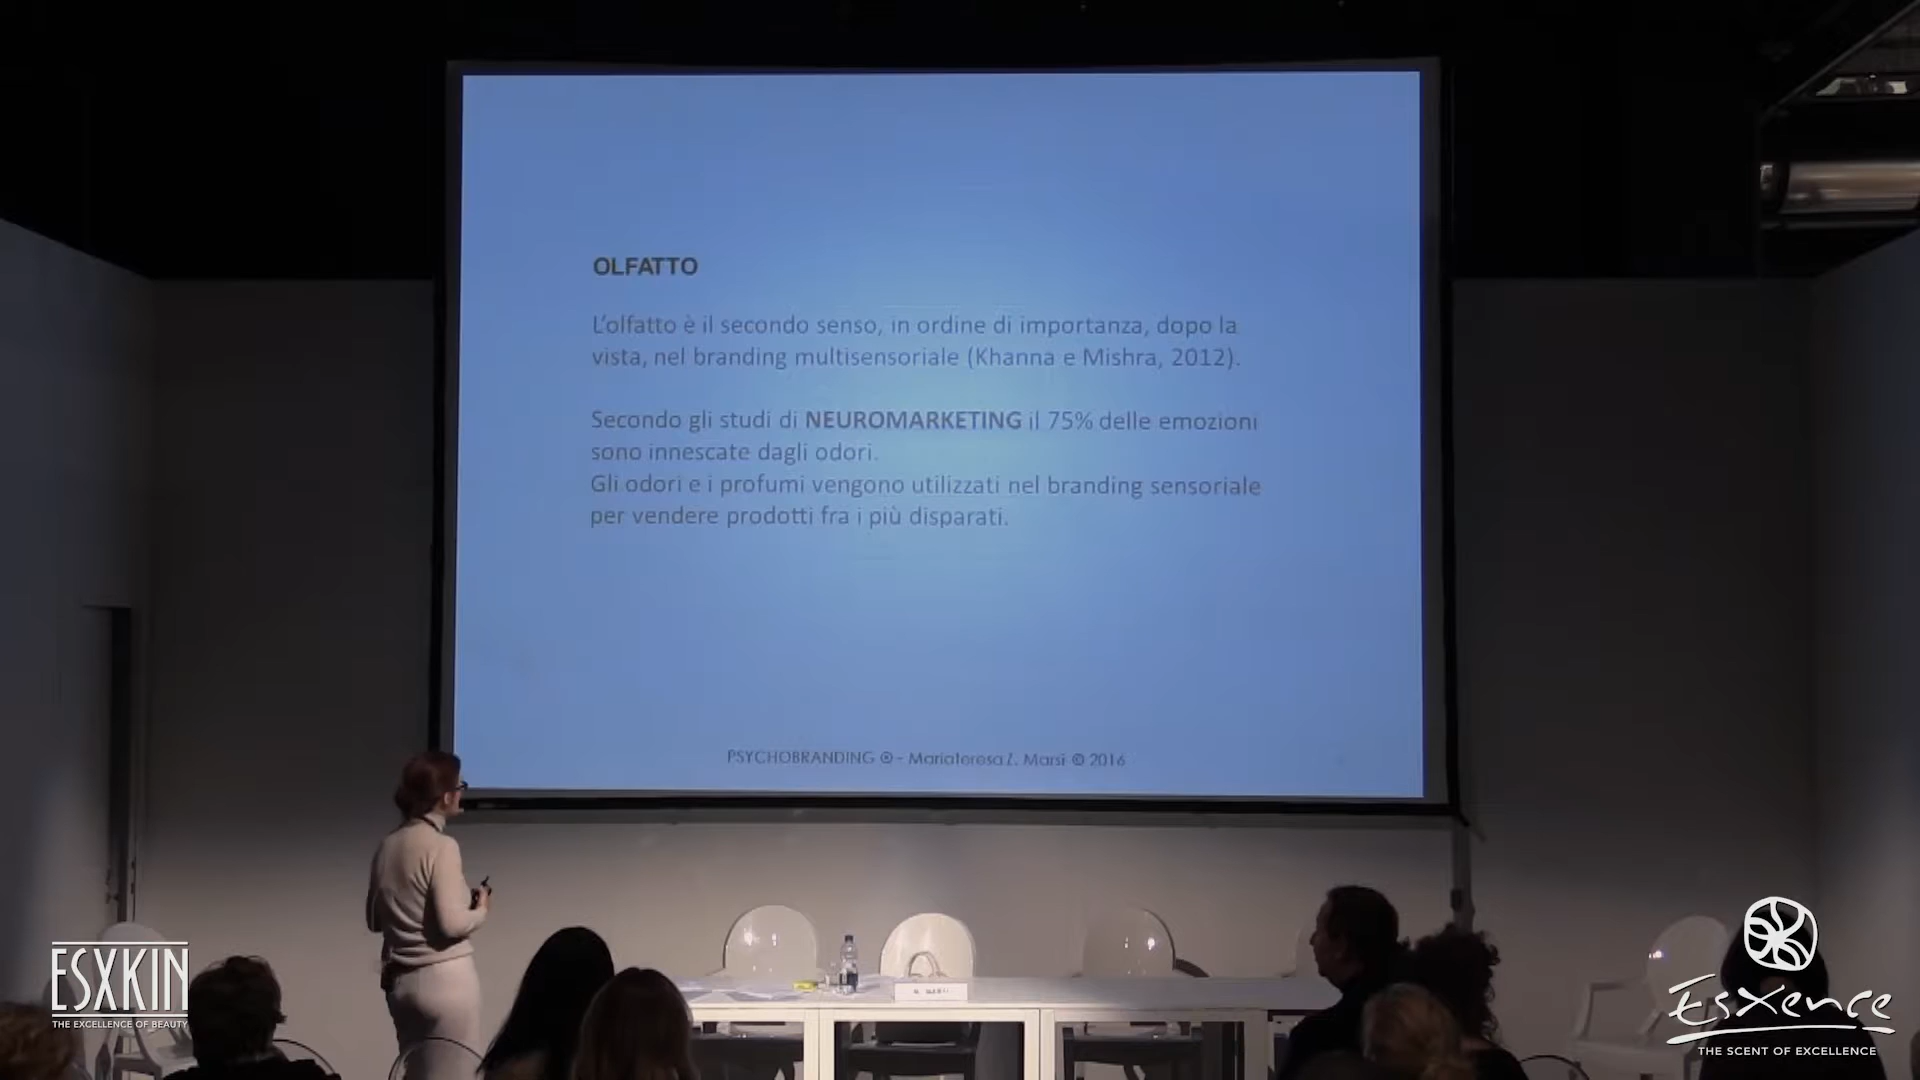 OLFATTO
L'olfatto è il secondo senso, in ordine di importanza, dopo la
vista, nel branding multisensoriale (Khanna e Mishra, 2012).
Secondo gli studi di NEUROMARKETING il 75% delle emozioni
sono innescate dagli odori.
Gli odori e i profumi vengono utilizzati nel branding sensoriale
per vendere prodotti fra i più disparati.
PSYCHOBRANDING ® - Mariateresa Z. Marsi © 2016
ESXKIN
THE EXCELLENCE OF BEAUTY
Esxence
THE SCENT OF EXCELLENCE